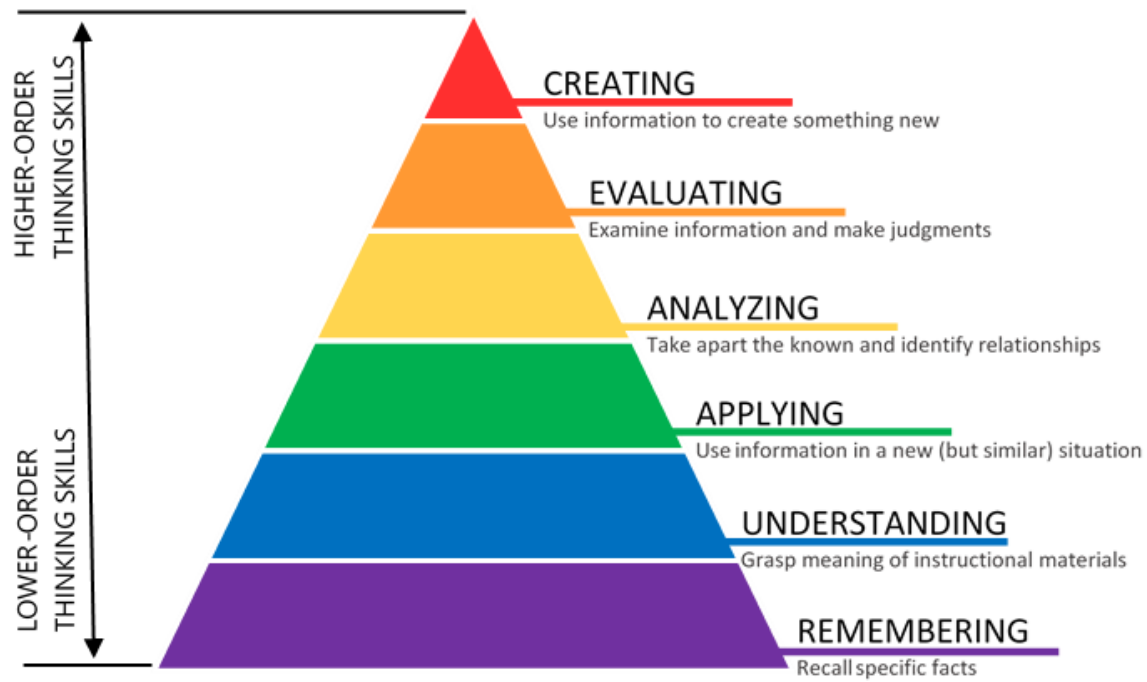 HIGHER-ORDER
THINKING SKILLS
CREATING
Use information to create something new
EVALUATING
Examine information and make judgments
ANALYZING
Take apart the known and identify relationships
APPLYING
Use information in a new (but similar) situation
LOWER-ORDER
THINKING SKILLS
UNDERSTANDING
Grasp meaning of instructional materials
REMEMBERING
Recall specific facts